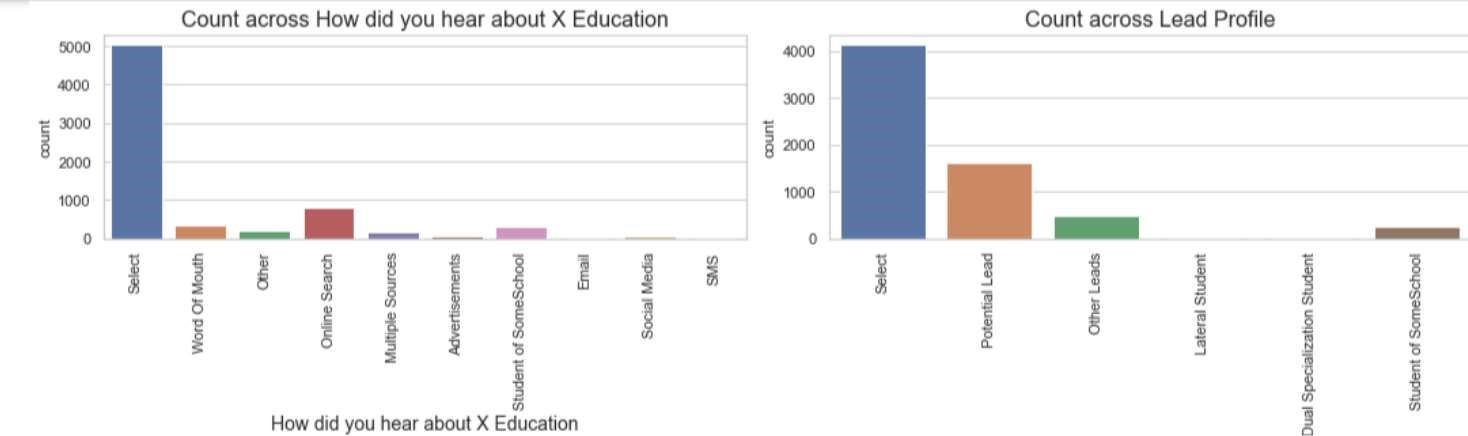 Count across How did you hear about X Education
5000
4000
3000
2000
1000
0
count
Select
Word Of Mouth
Other
Online Search
Multiple Sources
Advertisements
Student of SomeSchool
Email
Social Media
SMS
How did you hear about X Education
Count across Lead Profile
4000
3000
2000
1000
0
count
Select
Potential Lead
Other Leads
Lateral Student
Dual Specialization Student
Student of SomeSchool